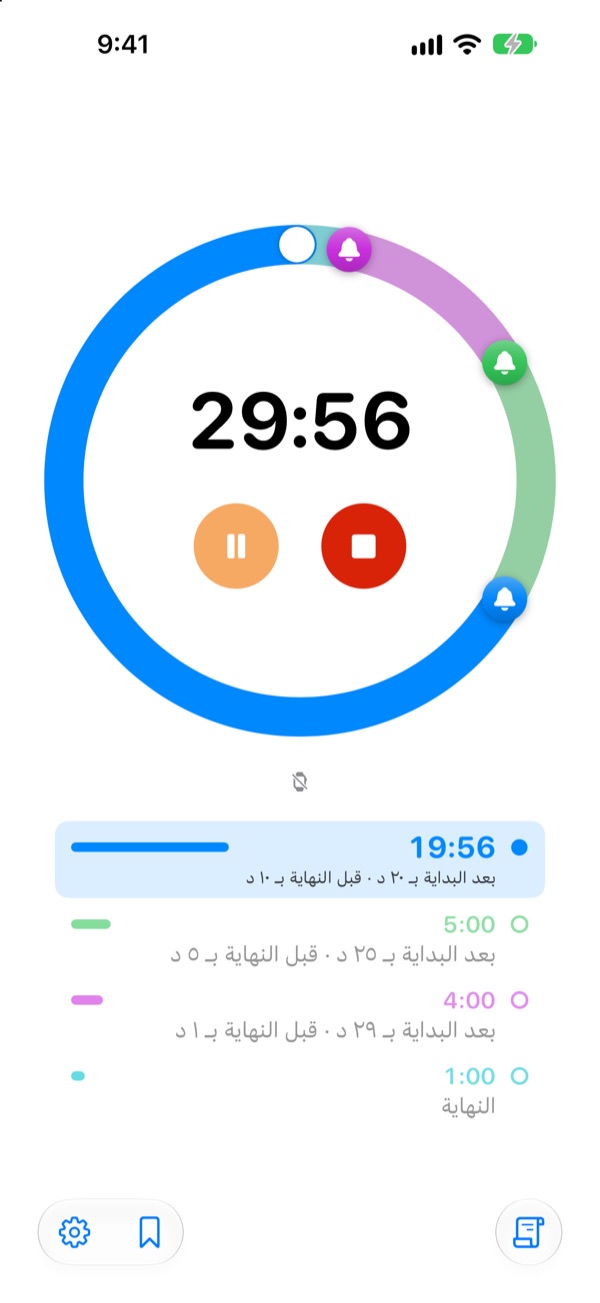 9:41
29:56
19:56
بعد البداية بـ ٢٠ د · قبل النهاية بـ ١٠ د
5:00
بعد البداية بـ ٢٥ د · قبل النهاية بـ ٥ د
4:00
بعد البداية بـ ٢٩ د · قبل النهاية بـ ١ د
1:00
النهاية